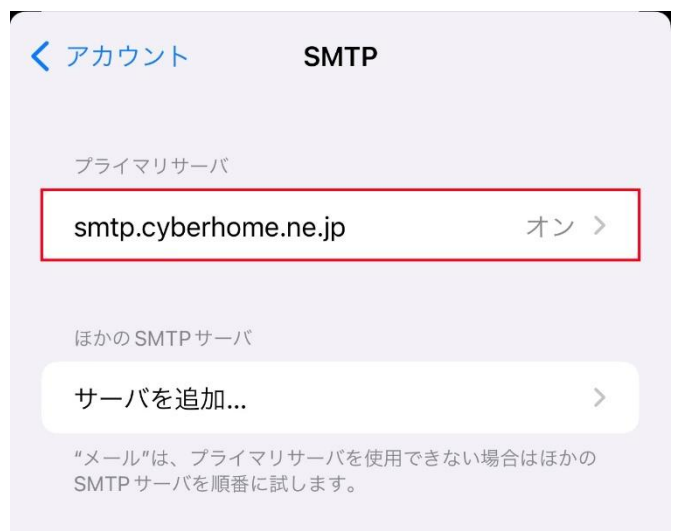 アカウント
SMTP
プライマリサーバ
smtp.cyberhome.ne.jp オン
ほかのSMTPサーバ
サーバを追加...
“メール”は、プライマリサーバを使用できない場合はほかの
SMTPサーバを順番に試します。